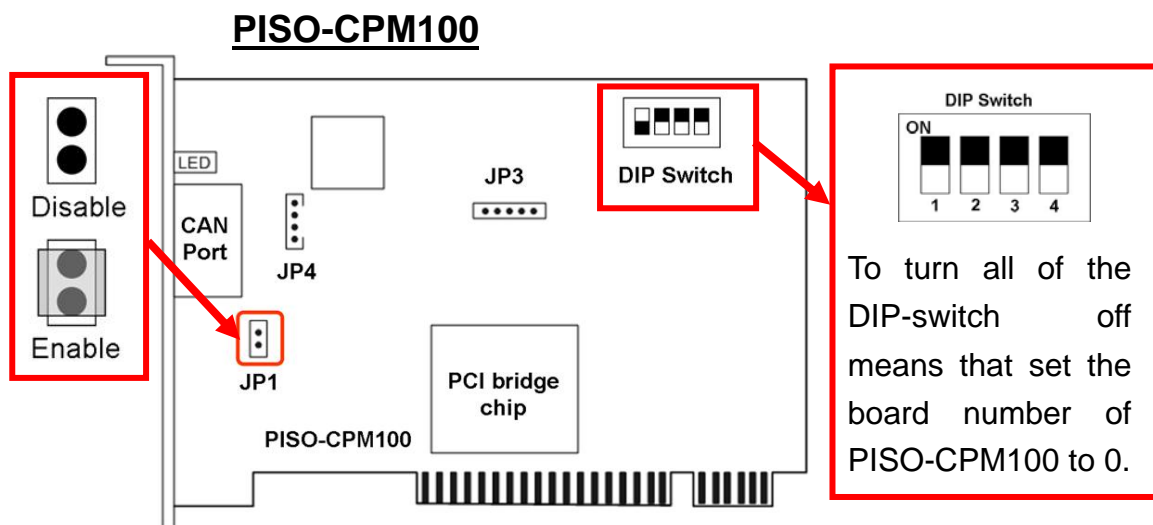 PISO-CPM100
Disable
Enable
LED
CAN
Port
JP4
JP1
JP3
DIP Switch
PCI bridge
chip
PISO-CPM100
DIP Switch
ON
1 2 3 4
To turn all of the
DIP-switch off
means that set the
board number of
PISO-CPM100 to 0.